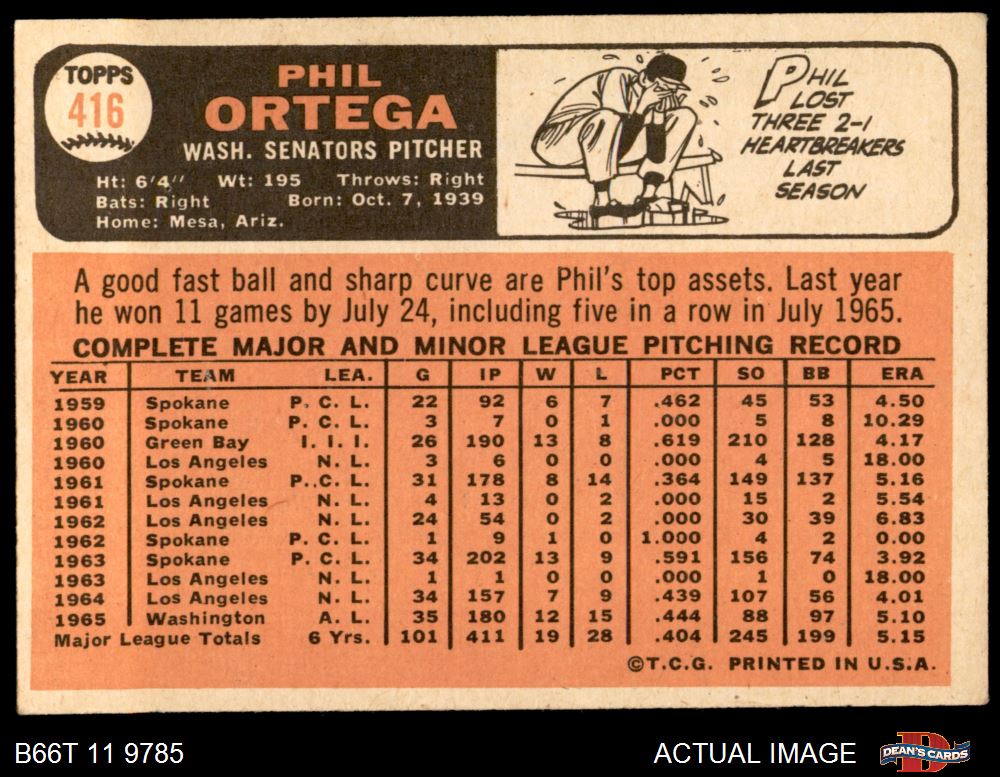 TOPPS
416
PHIL
ORTEGA
WASH. SENATORS PITCHER
Ht: 6'4" Wt: 195 Throws: Right
Bats: Right Born: Oct. 7, 1939
Home: Mesa, Ariz.
PHIL
LOST
THREE 2-1
HEARTBREAKERS
LAST
SEASON
A good fast ball and sharp curve are Phil's top assets. Last year
he won 11 games by July 24, including five in a row in July 1965.
COMPLETE MAJOR AND MINOR LEAGUE PITCHING RECORD
YEAR TEAM LEA. G IP W L PCT SO BB ERA
1959 Spokane P. C. L. 22 92 6 7 .462 45 53 4.50
1960 Spokane P. C. L. 3 7 0 1 .000 5 8 10.29
1960 Green Bay I. I. I. 26 190 13 8 .619 210 128 4.17
1960 Los Angeles N. L. 3 6 0 0 .000 4 5 18.00
1961 Spokane P. C. L. 31 178 8 14 .364 149 137 5.16
1961 Los Angeles N. L. 4 13 0 2 .000 15 2 5.54
1962 Los Angeles N. L. 24 54 0 2 .000 30 39 6.83
1962 Spokane P. C. L. 1 9 1 0 1.000 4 2 0.00
1963 Spokane P. C. L. 34 202 13 9 .591 156 74 3.92
1963 Los Angeles N. L. 1 1 0 0 .000 1 0 18.00
1964 Los Angeles N. L. 34 157 7 9 .439 107 56 4.01
1965 Washington A. L. 35 180 12 15 .444 88 97 5.10
Major League Totals 6 Yrs. 101 411 19 28 .404 245 199 5.15
©T.C.G. PRINTED IN U.S.A.
B66T 11 9785
ACTUAL IMAGE
DEAN'S CARDS